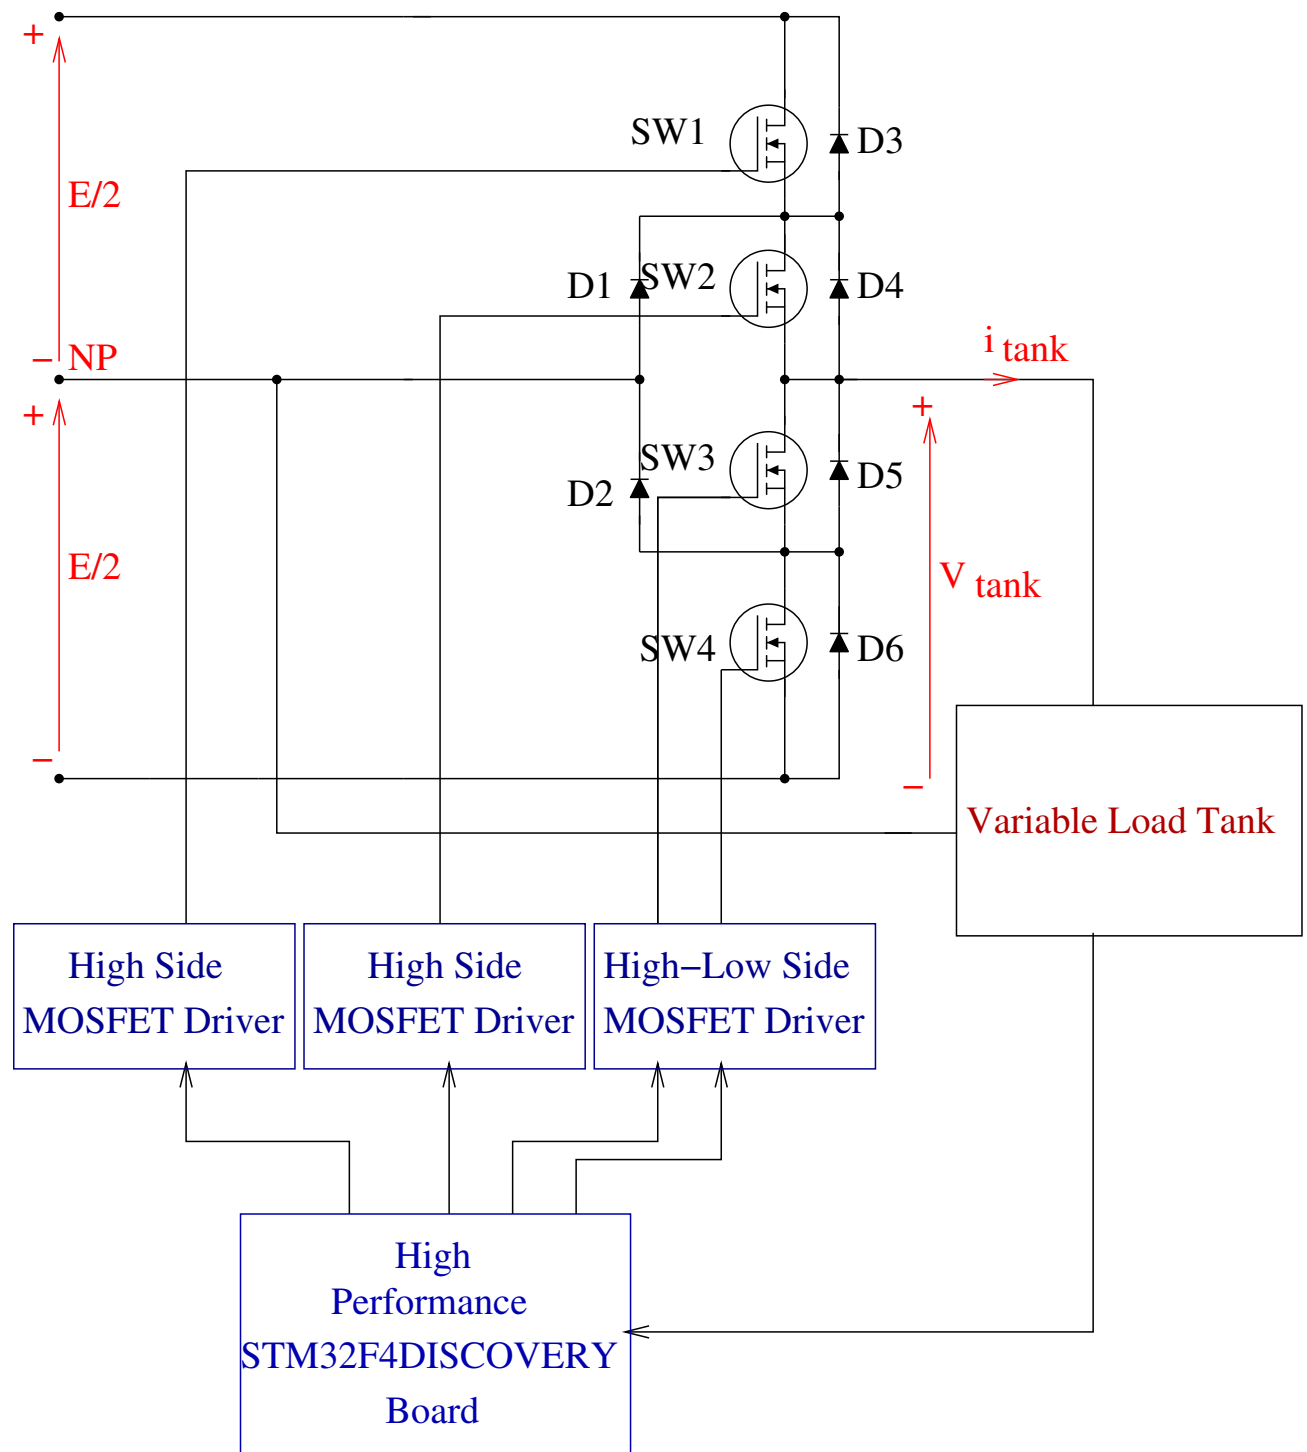 +
SW1
D3
E/2
D1
SW2
D4
i tank
− NP
+
+
SW3
D5
D2
E/2
V tank
SW4
D6
−
−
Variable Load Tank
High Side
MOSFET Driver
High Side
MOSFET Driver
High−Low Side
MOSFET Driver
High
Performance
STM32F4DISCOVERY
Board